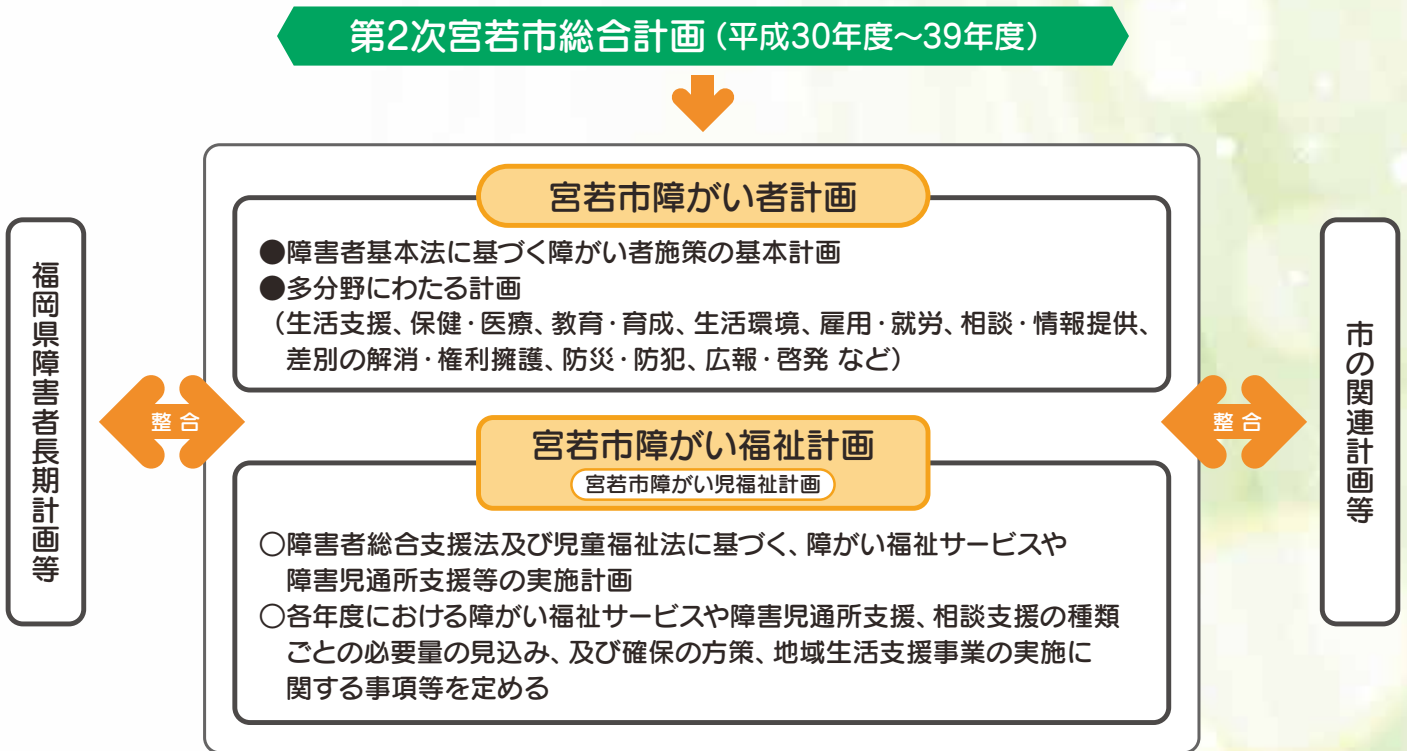 第2次宮若市総合計画（平成30年度～39年度）
宮若市障がい者計画
●障害者基本法に基づく障がい者施策の基本計画
●多分野にわたる計画
（生活支援、保健・医療、教育・育成、生活環境、雇用・就労、相談・情報提供、
差別の解消・権利擁護、防災・防犯、広報・啓発 など）
福岡県障害者長期計画等
整合
整合
市の関連計画等
宮若市障がい福祉計画
宮若市障がい児福祉計画
○障害者総合支援法及び児童福祉法に基づく、障がい福祉サービスや
障害児通所支援等の実施計画
○各年度における障がい福祉サービスや障害児通所支援、相談支援の種類
ごとの必要量の見込み、及び確保の方策、地域生活支援事業の実施に
関する事項等を定める